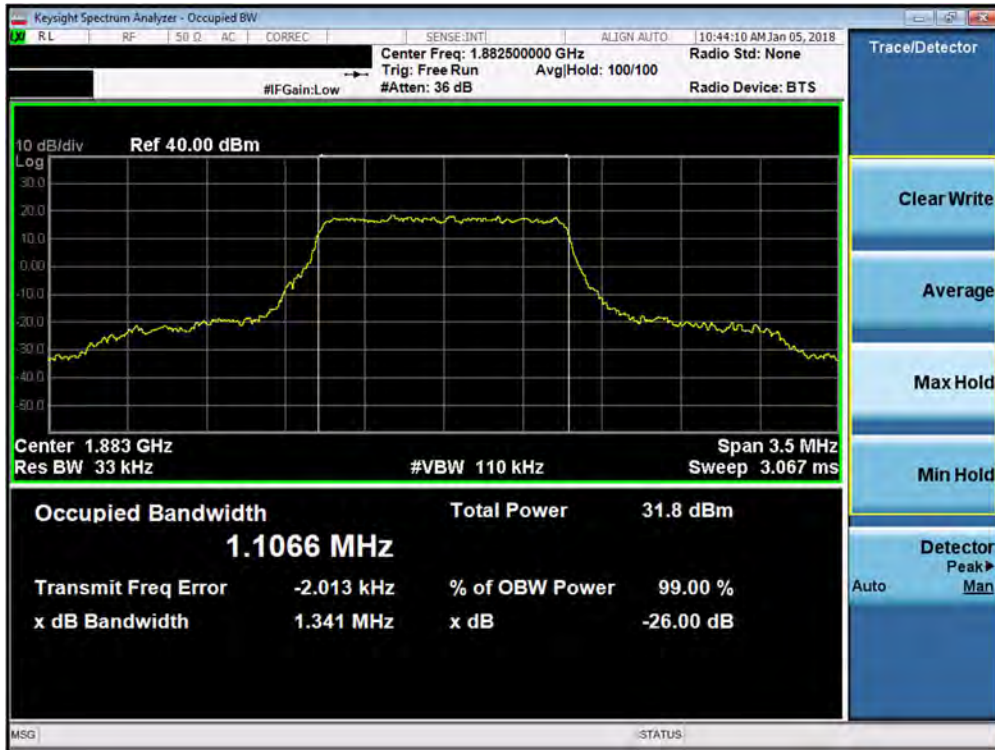 Keysight Spectrum Analyzer - Occupied BW
LXI RL RF 50 Ω AC CORREC SENSE:INT ALIGN AUTO 10:44:10 AM Jan 05, 2018
Center Freq: 1.882500000 GHz Radio Std: None
Trig: Free Run Avg|Hold: 100/100
#IFGain:Low #Atten: 36 dB Radio Device: BTS
10 dB/div Ref 40.00 dBm
Log
30.0
20.0
10.0
0.00
-10.0
-20.0
-30.0
-40.0
-50.0
Center 1.883 GHz Span 3.5 MHz
Res BW 33 kHz #VBW 110 kHz Sweep 3.067 ms
Occupied Bandwidth Total Power 31.8 dBm
1.1066 MHz
Transmit Freq Error -2.013 kHz % of OBW Power 99.00 %
x dB Bandwidth 1.341 MHz x dB -26.00 dB
MSG STATUS
Trace/Detector
Clear Write
Average
Max Hold
Min Hold
Detector
Peak▶
Auto Man